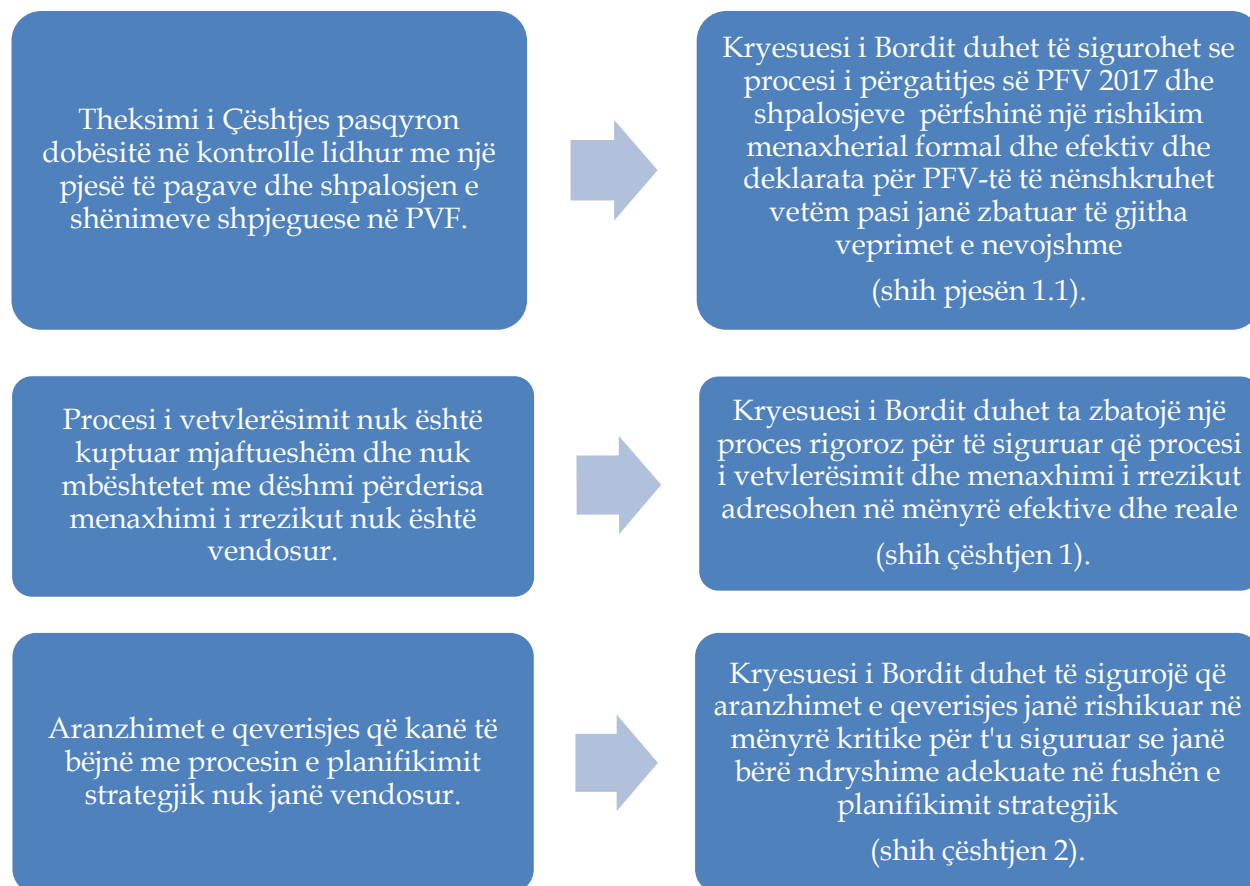 Theksimi i Çështjes pasqyron
dobësitë në kontrolle lidhur me një
pjesë të pagave dhe shpalosjen e
shënimeve shpjeguese në PVF.
Kryesuesi i Bordit duhet të sigurohet se
procesi i përgatitjes së PFV 2017 dhe
shpalosjeve përfshinë një rishikim
menaxherial formal dhe efektiv dhe
deklarata për PFV-të të nënshkruhet
vetëm pasi janë zbatuar të gjitha
veprimet e nevojshme
(shih pjesën 1.1).
Procesi i vetvlerësimit nuk është
kuptuar mjaftueshëm dhe nuk
mbështetet me dëshmi përderisa
menaxhimi i rrezikut nuk është
vendosur.
Kryesuesi i Bordit duhet ta zbatojë një
proces rigoroz për të siguruar që procesi
i vetvlerësimit dhe menaxhimi i rrezikut
adresohen në mënyrë efektive dhe reale
(shih çështjen 1).
Aranzhimet e qeverisjes që kanë të
bëjnë me procesin e planifikimit
strategjik nuk janë vendosur.
Kryesuesi i Bordit duhet të sigurojë që
aranzhimet e qeverisjes janë rishikuar në
mënyrë kritike për t'u siguruar se janë
bërë ndryshime adekuate në fushën e
planifikimit strategjik
(shih çështjen 2).